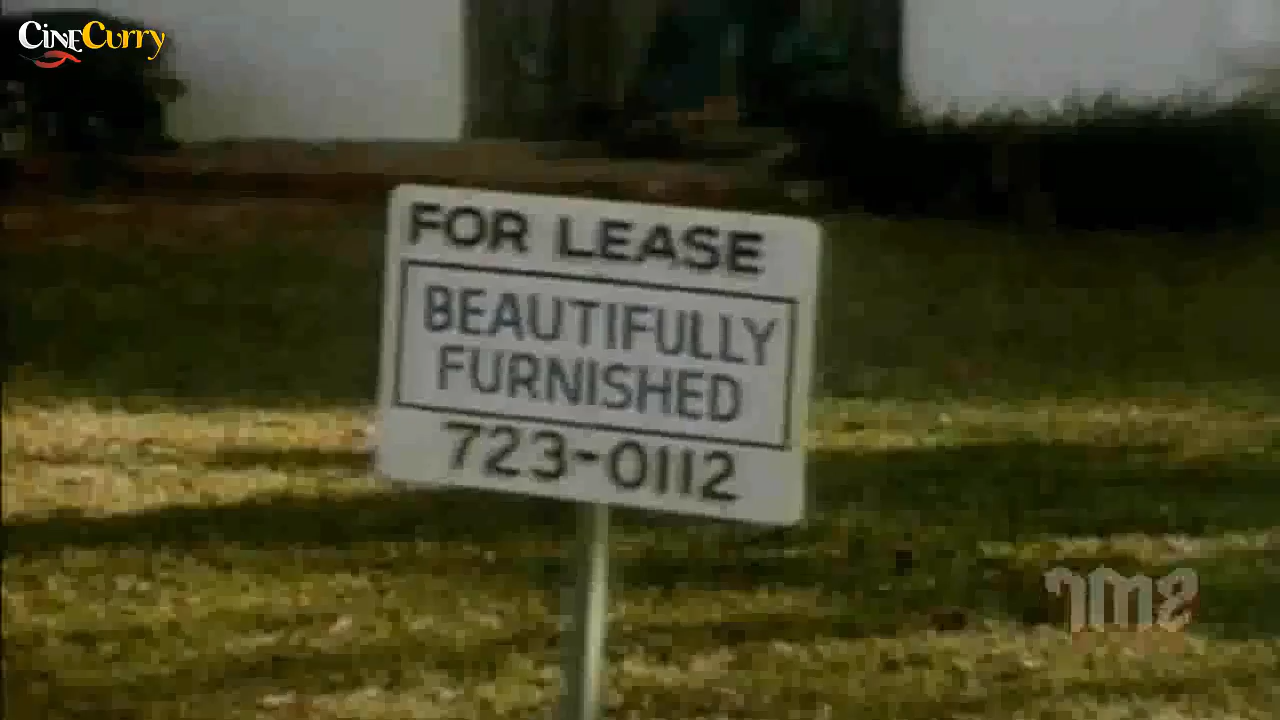 CineCurry
FOR LEASE
BEAUTIFULLY
FURNISHED
723-0112